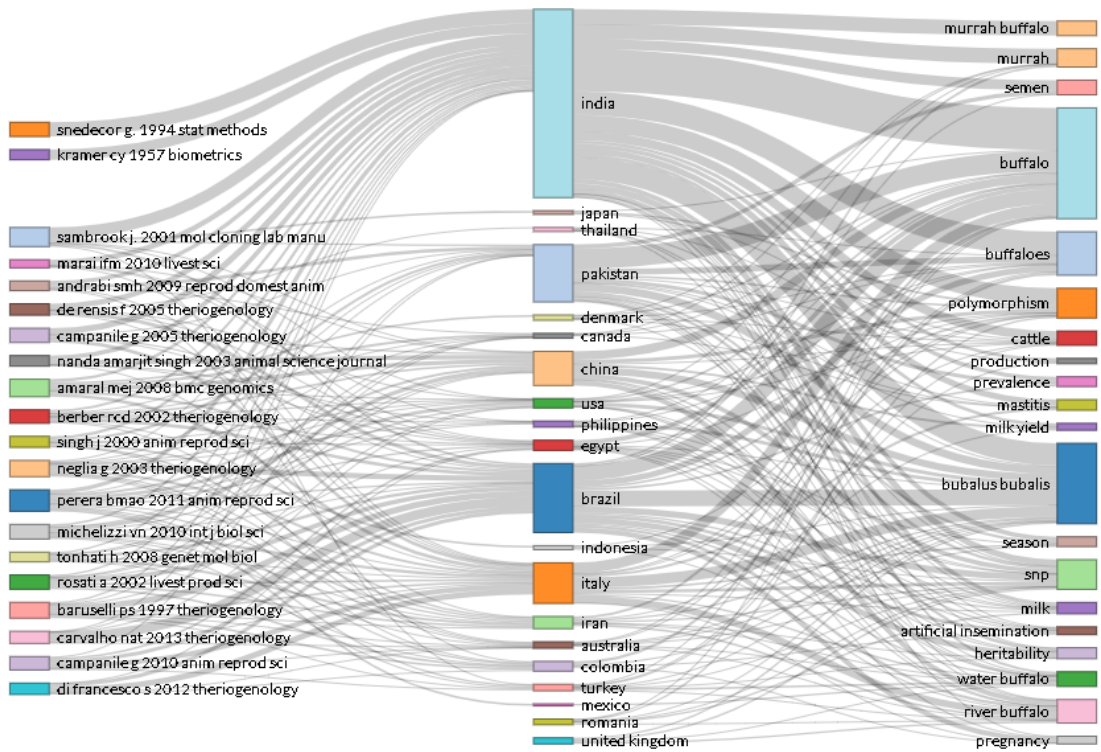 snedecor g. 1994 stat methods
kramer cy 1957 biometrics
sambrook j. 2001 mol cloning lab manu
marai ifm 2010 livest sci
andrabi smh 2009 reprod domest anim
de rensis f 2005 theriogenology
campanile g 2005 theriogenology
nanda amarjit singh 2003 animal science journal
amaral mej 2008 bmc genomics
berber rcd 2002 theriogenology
singh j 2000 anim reprod sci
neglia g 2003 theriogenology
perera bmao 2011 anim reprod sci
michelizzi vn 2010 int j biol sci
tonhati h 2008 genet mol biol
rosati a 2002 livest prod sci
baruselli ps 1997 theriogenology
carvalho nat 2013 theriogenology
campanile g 2010 anim reprod sci
di francesco s 2012 theriogenology
india
japan
thailand
pakistan
denmark
canada
china
usa
philippines
egypt
brazil
indonesia
italy
iran
australia
colombia
turkey
mexico
romania
united kingdom
murrah buffalo
murrah
semen
buffalo
buffaloes
polymorphism
cattle
production
prevalence
mastitis
milk yield
bubalus bubalis
season
snp
milk
artificial insemination
heritability
water buffalo
river buffalo
pregnancy